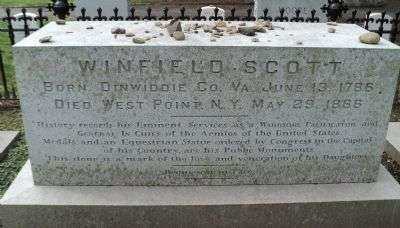 WINFIELD SCOTT
BORN DINWIDDIE CO. VA. JUNE 13, 1786
DIED WEST POINT, N.Y. MAY 29, 1866
History records his Eminent Services as a Warrior, Pacificator and
General in Chief of the Armies of the United States
Medals and an Equestrian Statue ordered by Congress in the Capital
of his Country, are his Public Monuments
This stone is a mark of the love and veneration of his Daughters